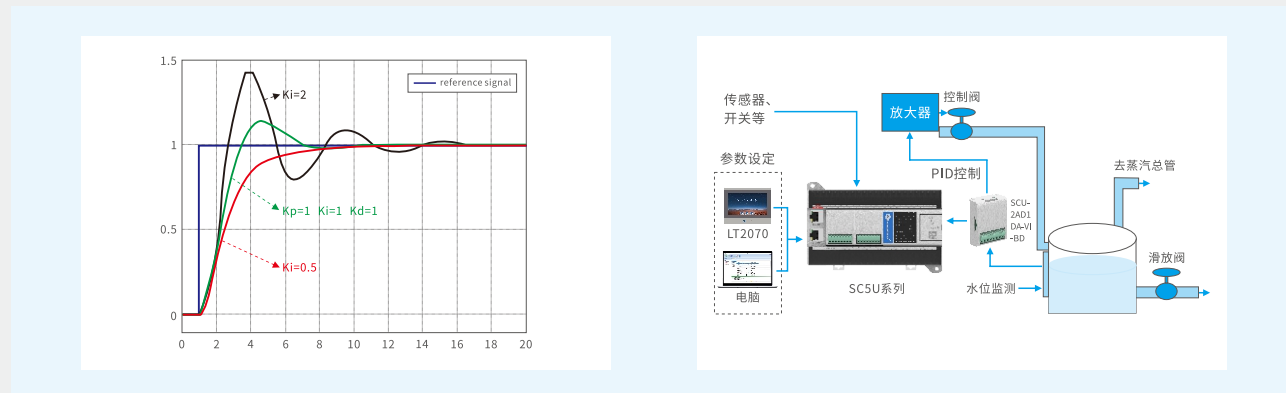 1.5
1
0.5
0
0 2 4 6 8 10 12 14 16 18 20
reference signal
Ki=2
Kp=1 Ki=1 Kd=1
Ki=0.5
传感器、
开关等
参数设定
LT2070
电脑
SC5U系列
放大器
控制阀
PID控制
SCU-
2AD1
DA-VI
-BD
去蒸汽总管
滑放阀
水位监测